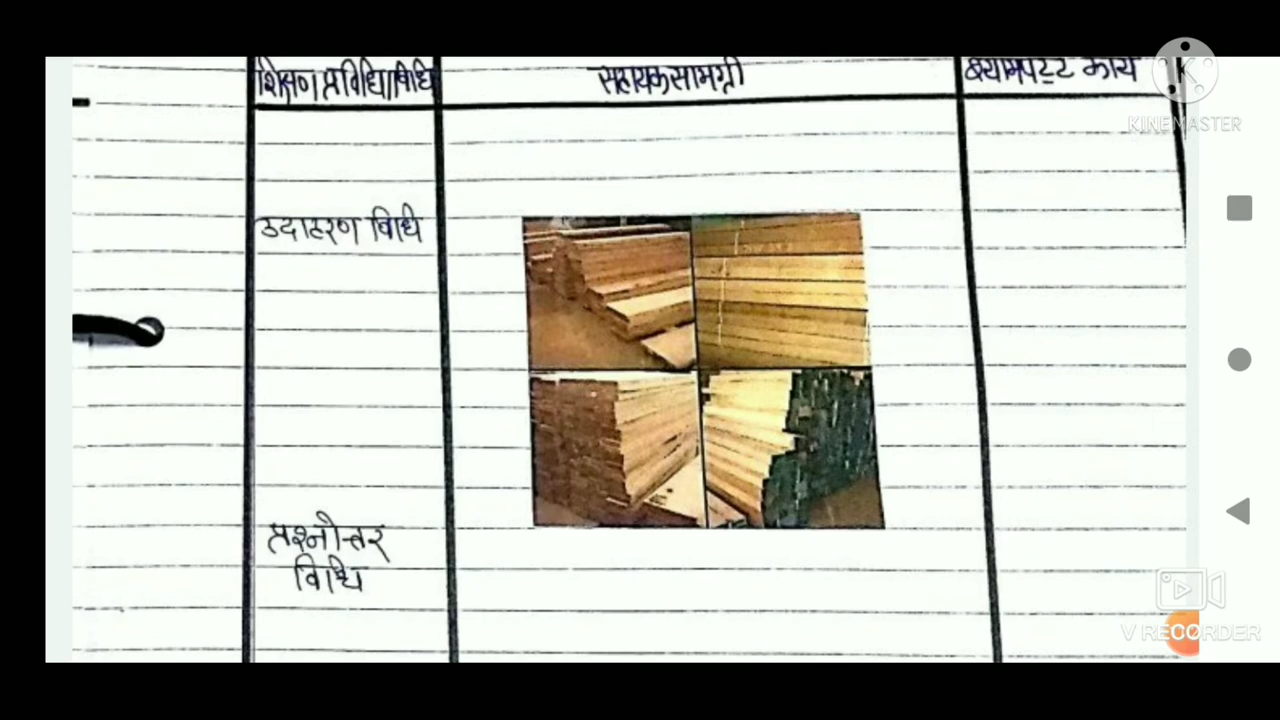 शिक्षण प्रविधि/विधि
सहायक सामग्री
श्यामपट्ट कार्य
KINEMASTER
उदाहरण विधि
प्रश्नोत्तर
विधि
V RECORDER